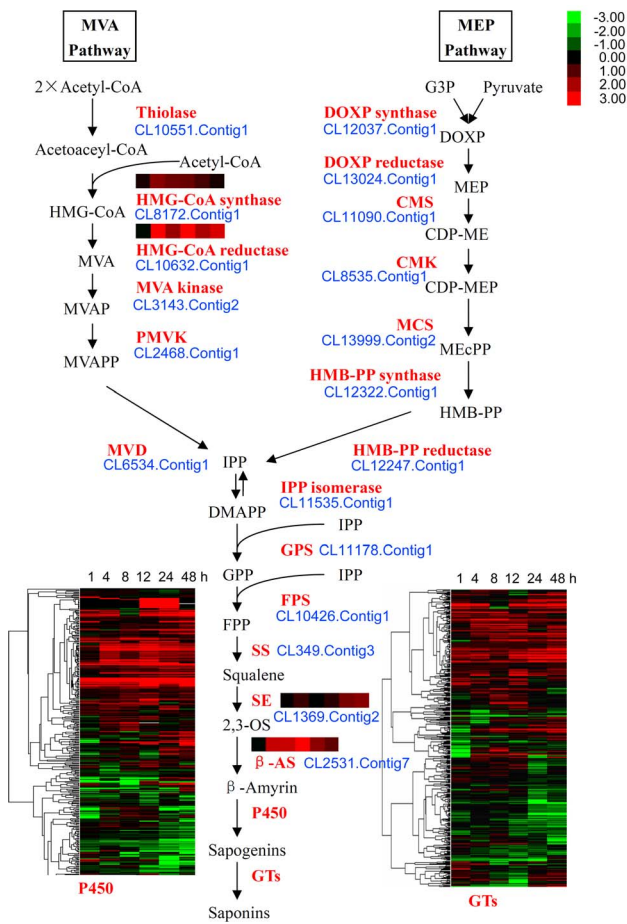 MVA
Pathway
MEP
Pathway
-3.00
-2.00
-1.00
0.00
1.00
2.00
3.00
2×Acetyl-CoA
Thiolase
CL10551.Contig1
Acetoaceyl-CoA
Acetyl-CoA
HMG-CoA synthase
CL8172.Contig1
HMG-CoA
HMG-CoA reductase
CL10632.Contig1
MVA
MVA kinase
CL3143.Contig2
MVAP
PMVK
CL2468.Contig1
MVAPP
MVD
CL6534.Contig1
G3P
Pyruvate
DOXP synthase
CL12037.Contig1
DOXP
DOXP reductase
CL13024.Contig1
MEP
CMS
CL11090.Contig1
CDP-ME
CMK
CL8535.Contig1
CDP-MEP
MCS
CL13999.Contig2
MEcPP
HMB-PP synthase
CL12322.Contig1
HMB-PP
HMB-PP reductase
CL12247.Contig1
IPP
IPP isomerase
CL11535.Contig1
DMAPP
IPP
GPS CL11178.Contig1
GPP
IPP
FPS
CL10426.Contig1
FPP
SS CL349.Contig3
Squalene
SE
CL1369.Contig2
2,3-OS
β-AS CL2531.Contig7
β-Amyrin
P450
Sapogenins
GTs
Saponins
1 4 8 12 24 48 h
P450
1 4 8 12 24 48 h
GTs